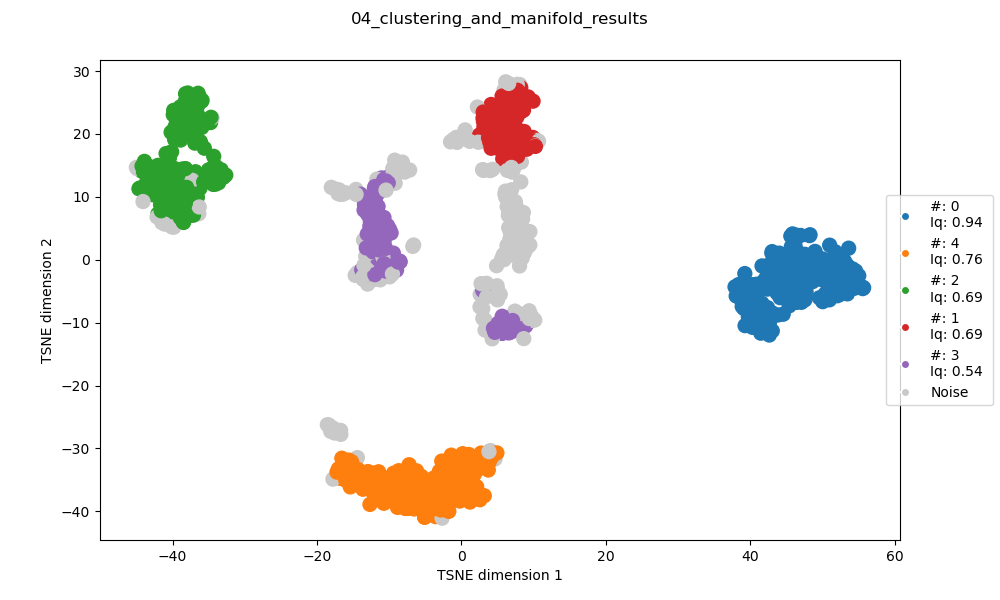 04_clustering_and_manifold_results
30
20
10
0
−10
−20
−30
−40
TSNE dimension 2
−40
−20
0
20
40
60
TSNE dimension 1
#: 0
Iq: 0.94
#: 4
Iq: 0.76
#: 2
Iq: 0.69
#: 1
Iq: 0.69
#: 3
Iq: 0.54
Noise